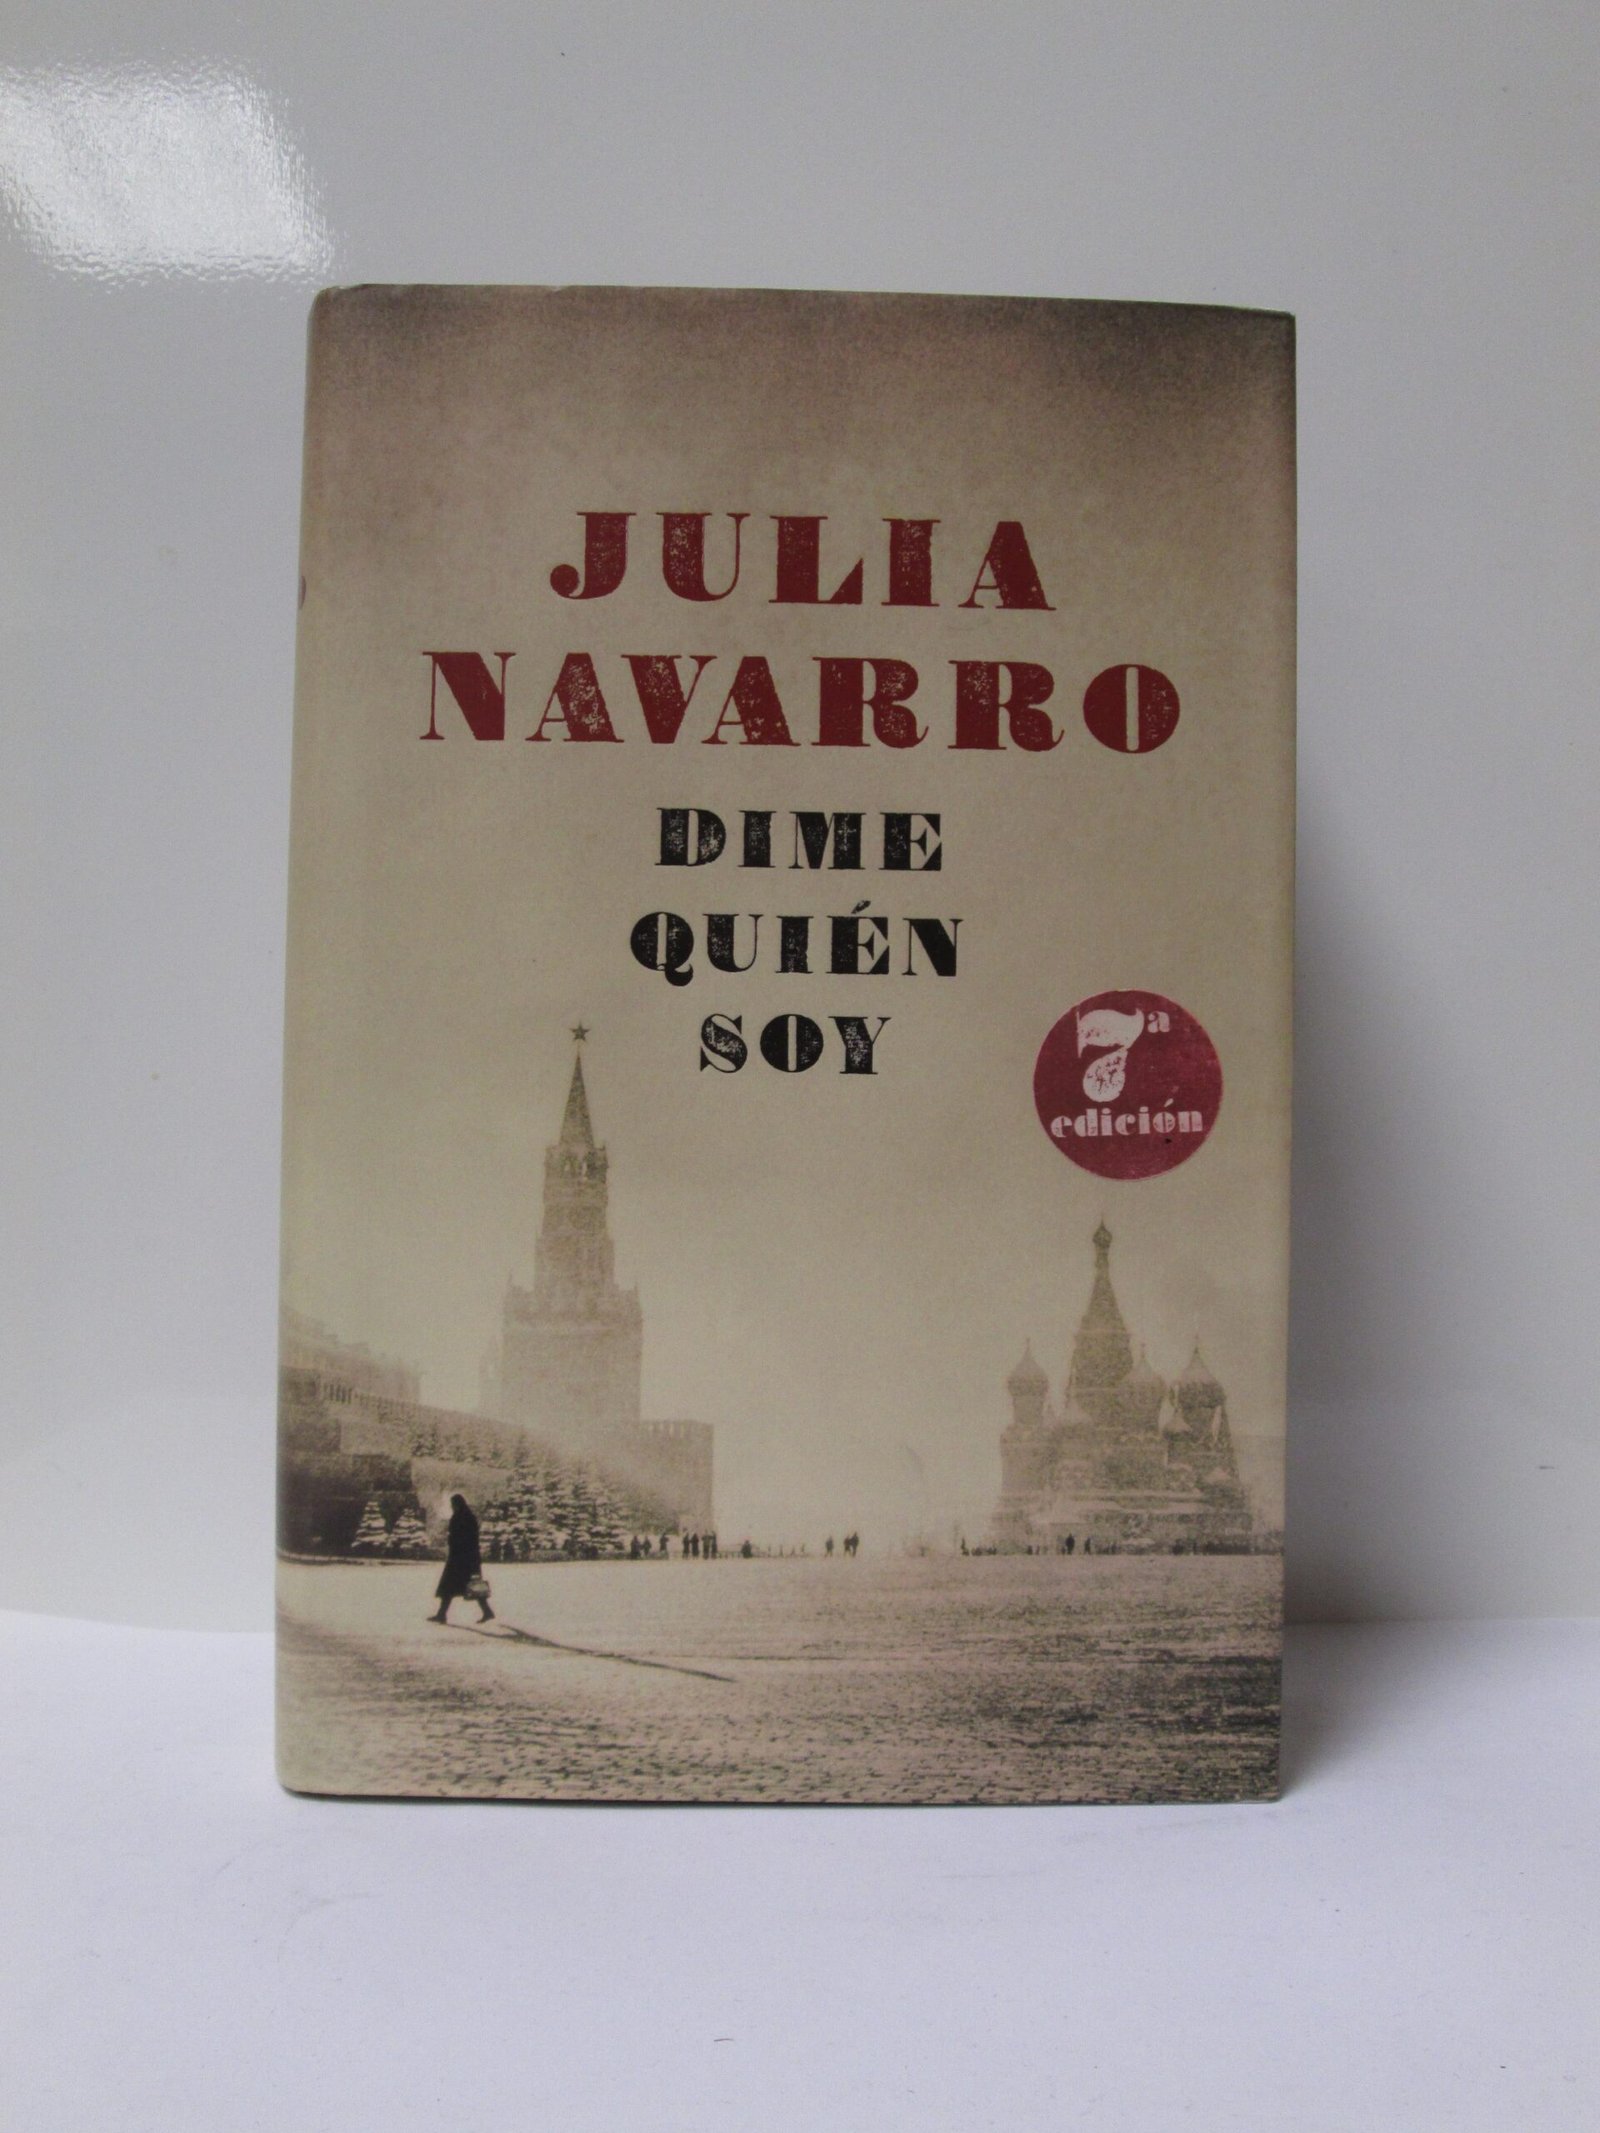 JULIA
NAVARRO
DIME
QUIÉN
SOY
7ª
edición